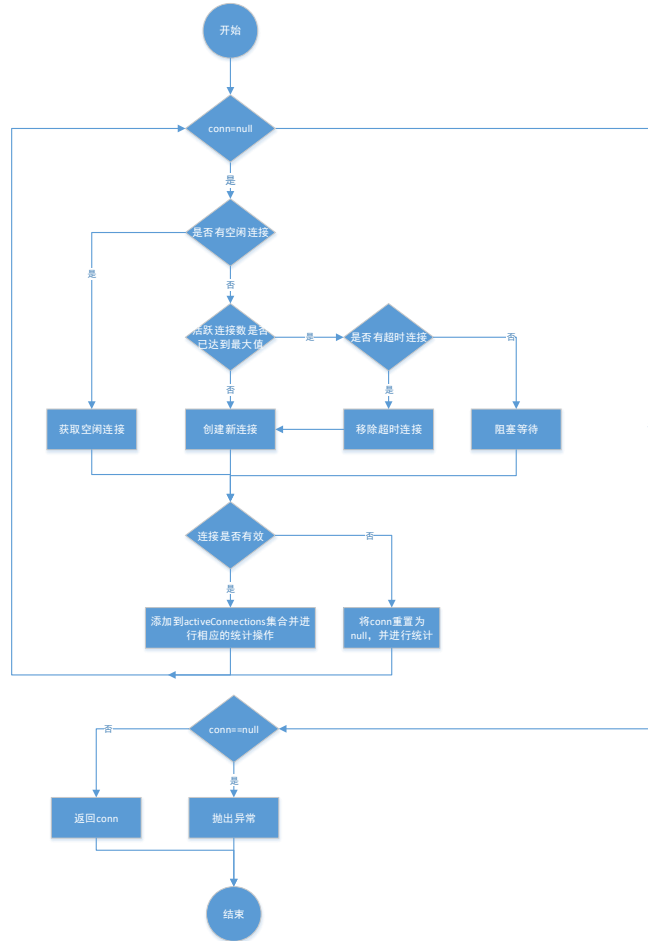 开始
conn=null
是
是否有空闲连接
是
否
活跃连接数是否
已达到最大值
是
是否有超时连接
否
否
是
获取空闲连接
创建新连接
移除超时连接
阻塞等待
连接是否有效
否
是
添加到activeConnections集合并进
行相应的统计操作
将conn重置为
null，并进行统计
conn==null
否
是
返回conn
抛出异常
结束